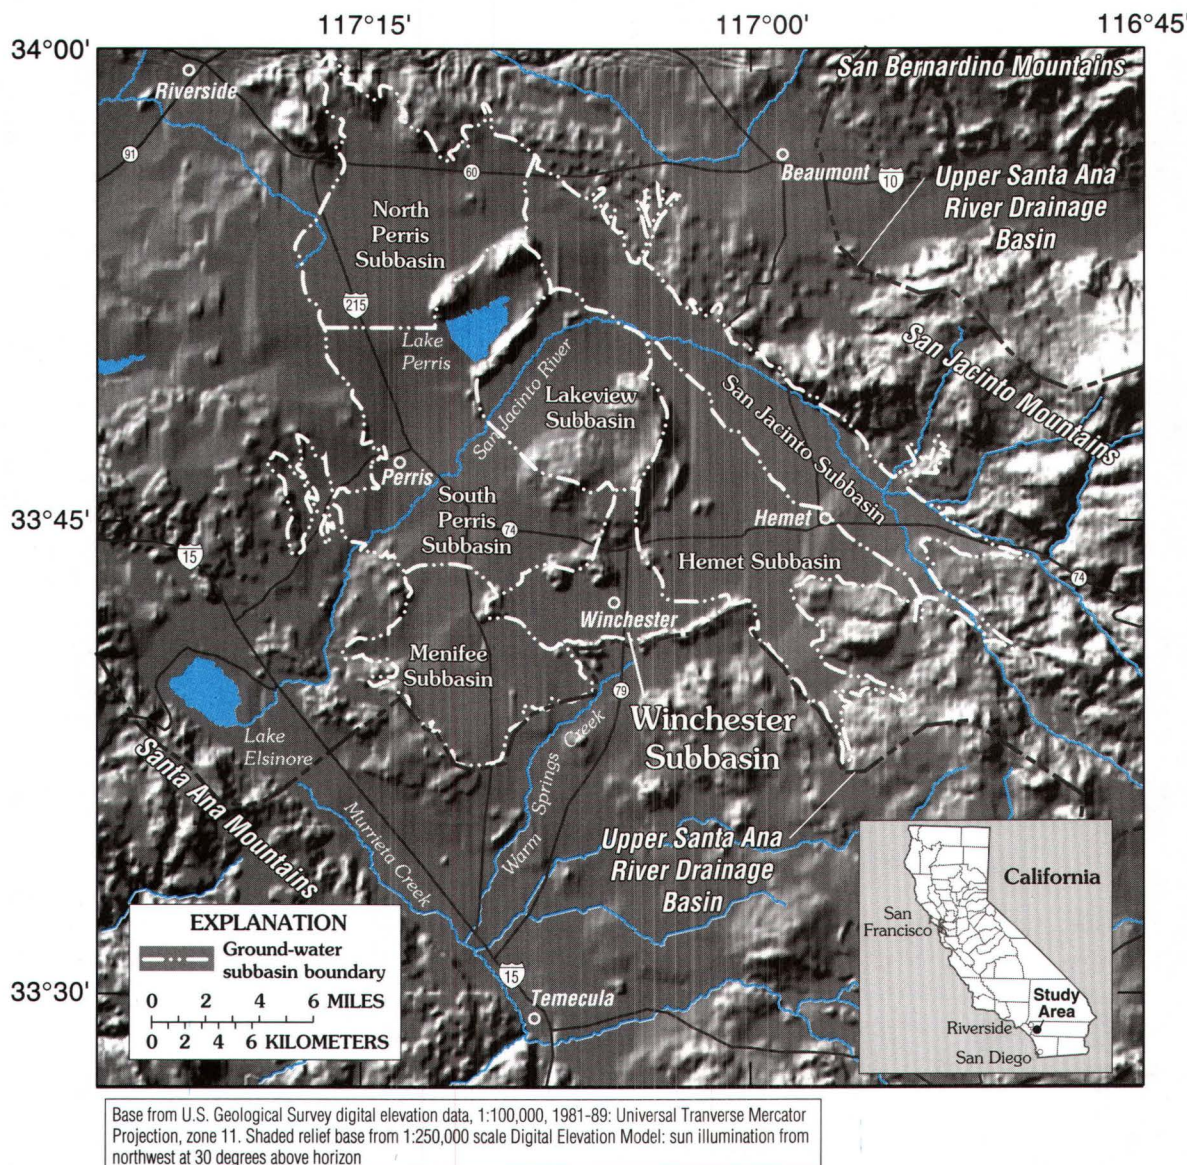 117°15'
117°00'
116°45'
34°00'
San Bernardino Mountains
Riverside
91
60
Beaumont
10
Upper Santa Ana
River Drainage
Basin
North
Perris
Subbasin
215
Lake
Perris
San Jacinto River
Lakeview
Subbasin
San Jacinto Mountains
San Jacinto Subbasin
Perris
33°45'
South
Perris
Subbasin
74
Hemet
15
Hemet Subbasin
74
Winchester
Menifee
Subbasin
79
Winchester
Subbasin
Lake
Elsinore
Santa Ana Mountains
Warm Springs Creek
Murrieta Creek
Upper Santa Ana
River Drainage
Basin
33°30'
15
Temecula
EXPLANATION
Ground-water
subbasin boundary
0 2 4 6 MILES
0 2 4 6 KILOMETERS
California
San
Francisco
Study
Area
Riverside
San Diego
Base from U.S. Geological Survey digital elevation data, 1:100,000, 1981-89: Universal Tranverse Mercator
Projection, zone 11. Shaded relief base from 1:250,000 scale Digital Elevation Model: sun illumination from
northwest at 30 degrees above horizon